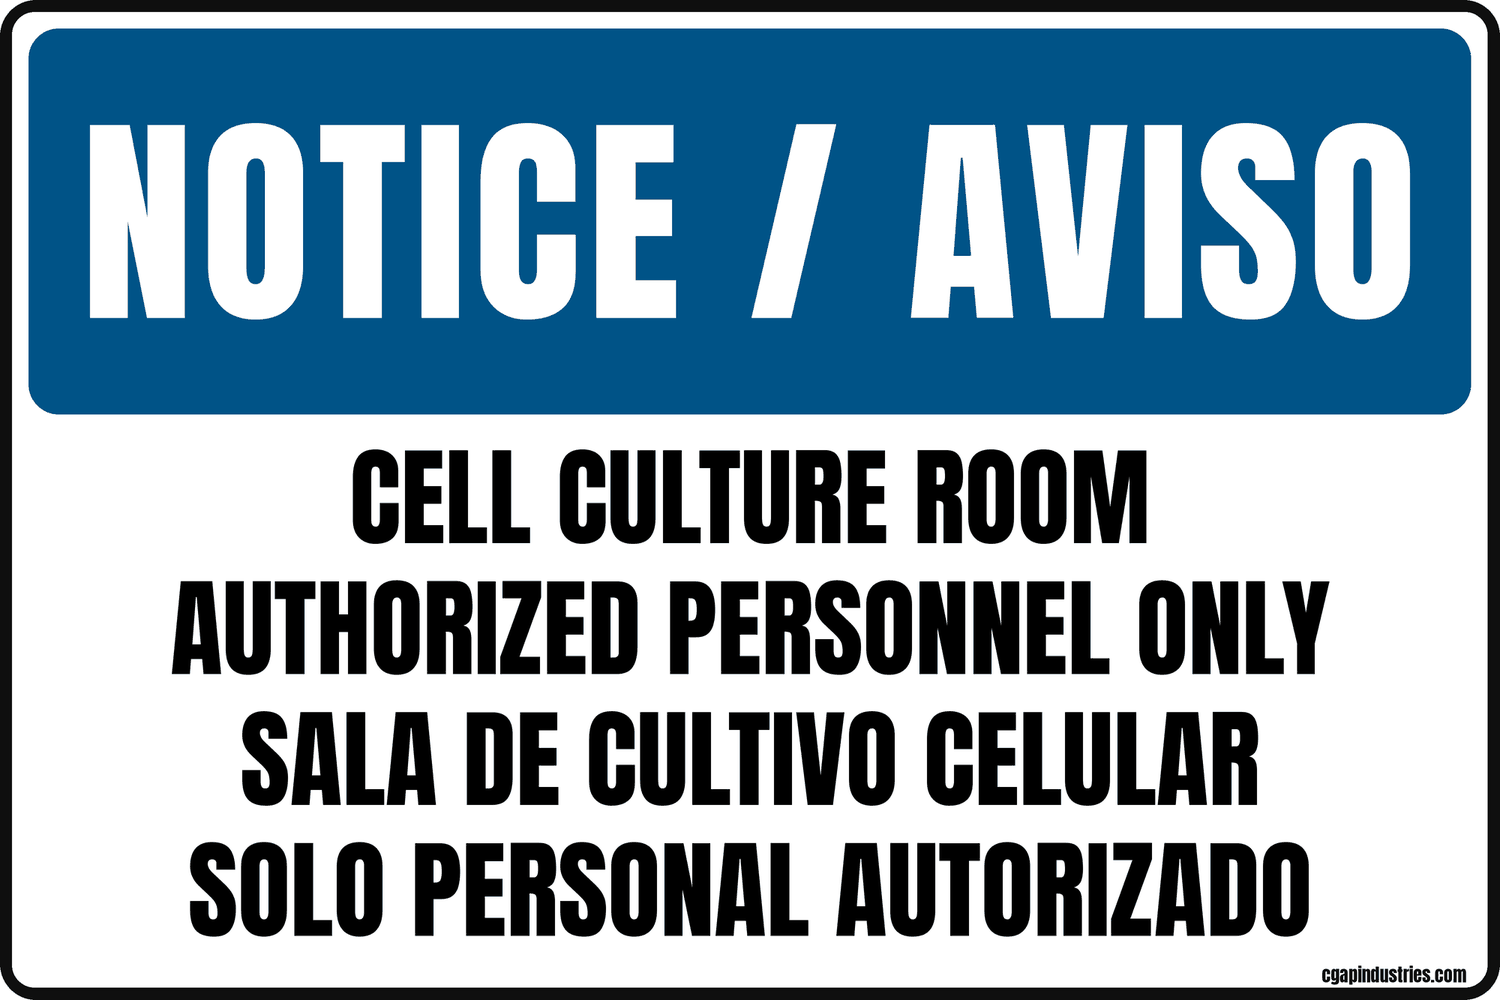 NOTICE / AVISO
CELL CULTURE ROOM
AUTHORIZED PERSONNEL ONLY
SALA DE CULTIVO CELULAR
SOLO PERSONAL AUTORIZADO
cgapindustries.com